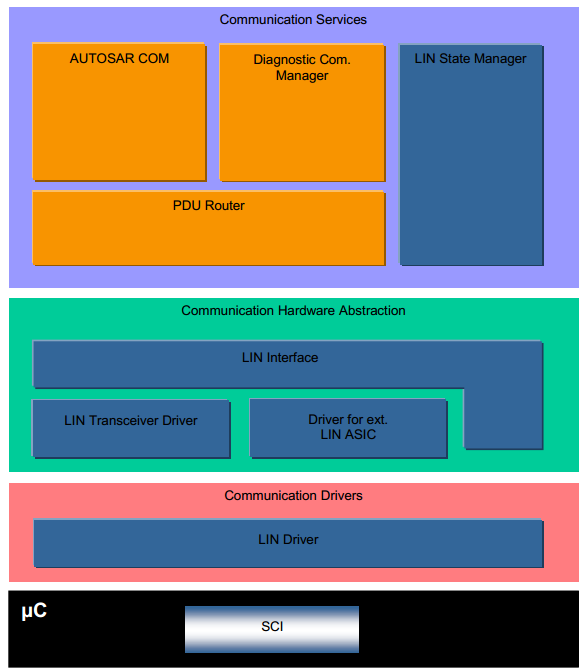 Communication Services
AUTOSAR COM
Diagnostic Com.
Manager
LIN State Manager
PDU Router
Communication Hardware Abstraction
LIN Interface
LIN Transceiver Driver
Driver for ext.
LIN ASIC
Communication Drivers
LIN Driver
µC
SCI